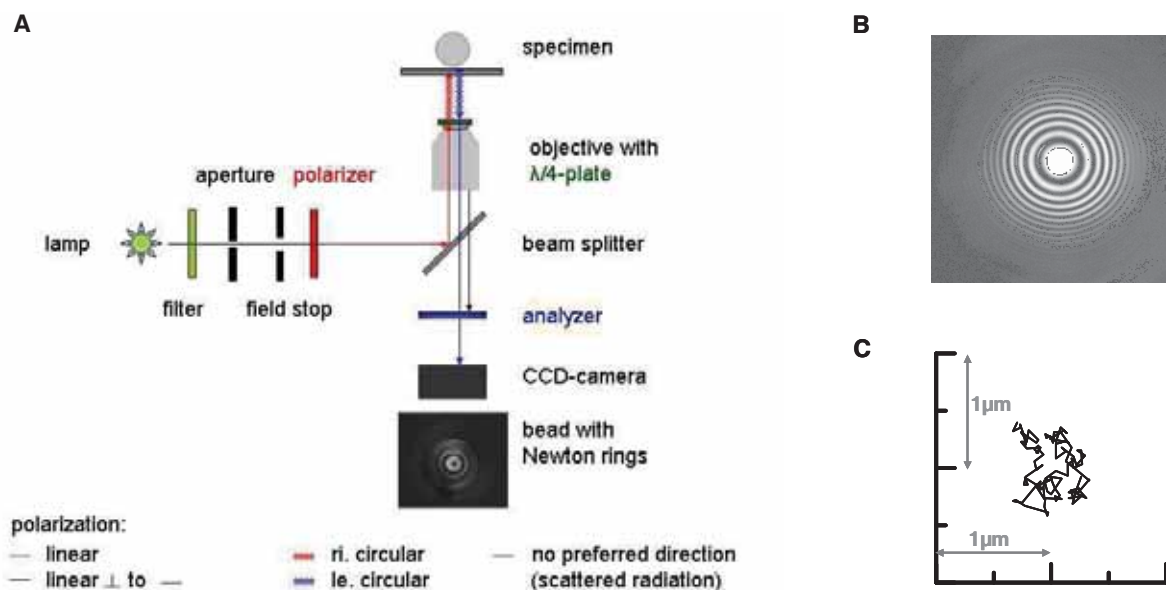 A
specimen
objective with
λ/4-plate
aperture
polarizer
lamp
beam splitter
filter
field stop
analyzer
CCD-camera
bead with
Newton rings
polarization:
linear
linear ⊥ to —
ri. circular
le. circular
no preferred direction
(scattered radiation)
B
C
1µm
1µm